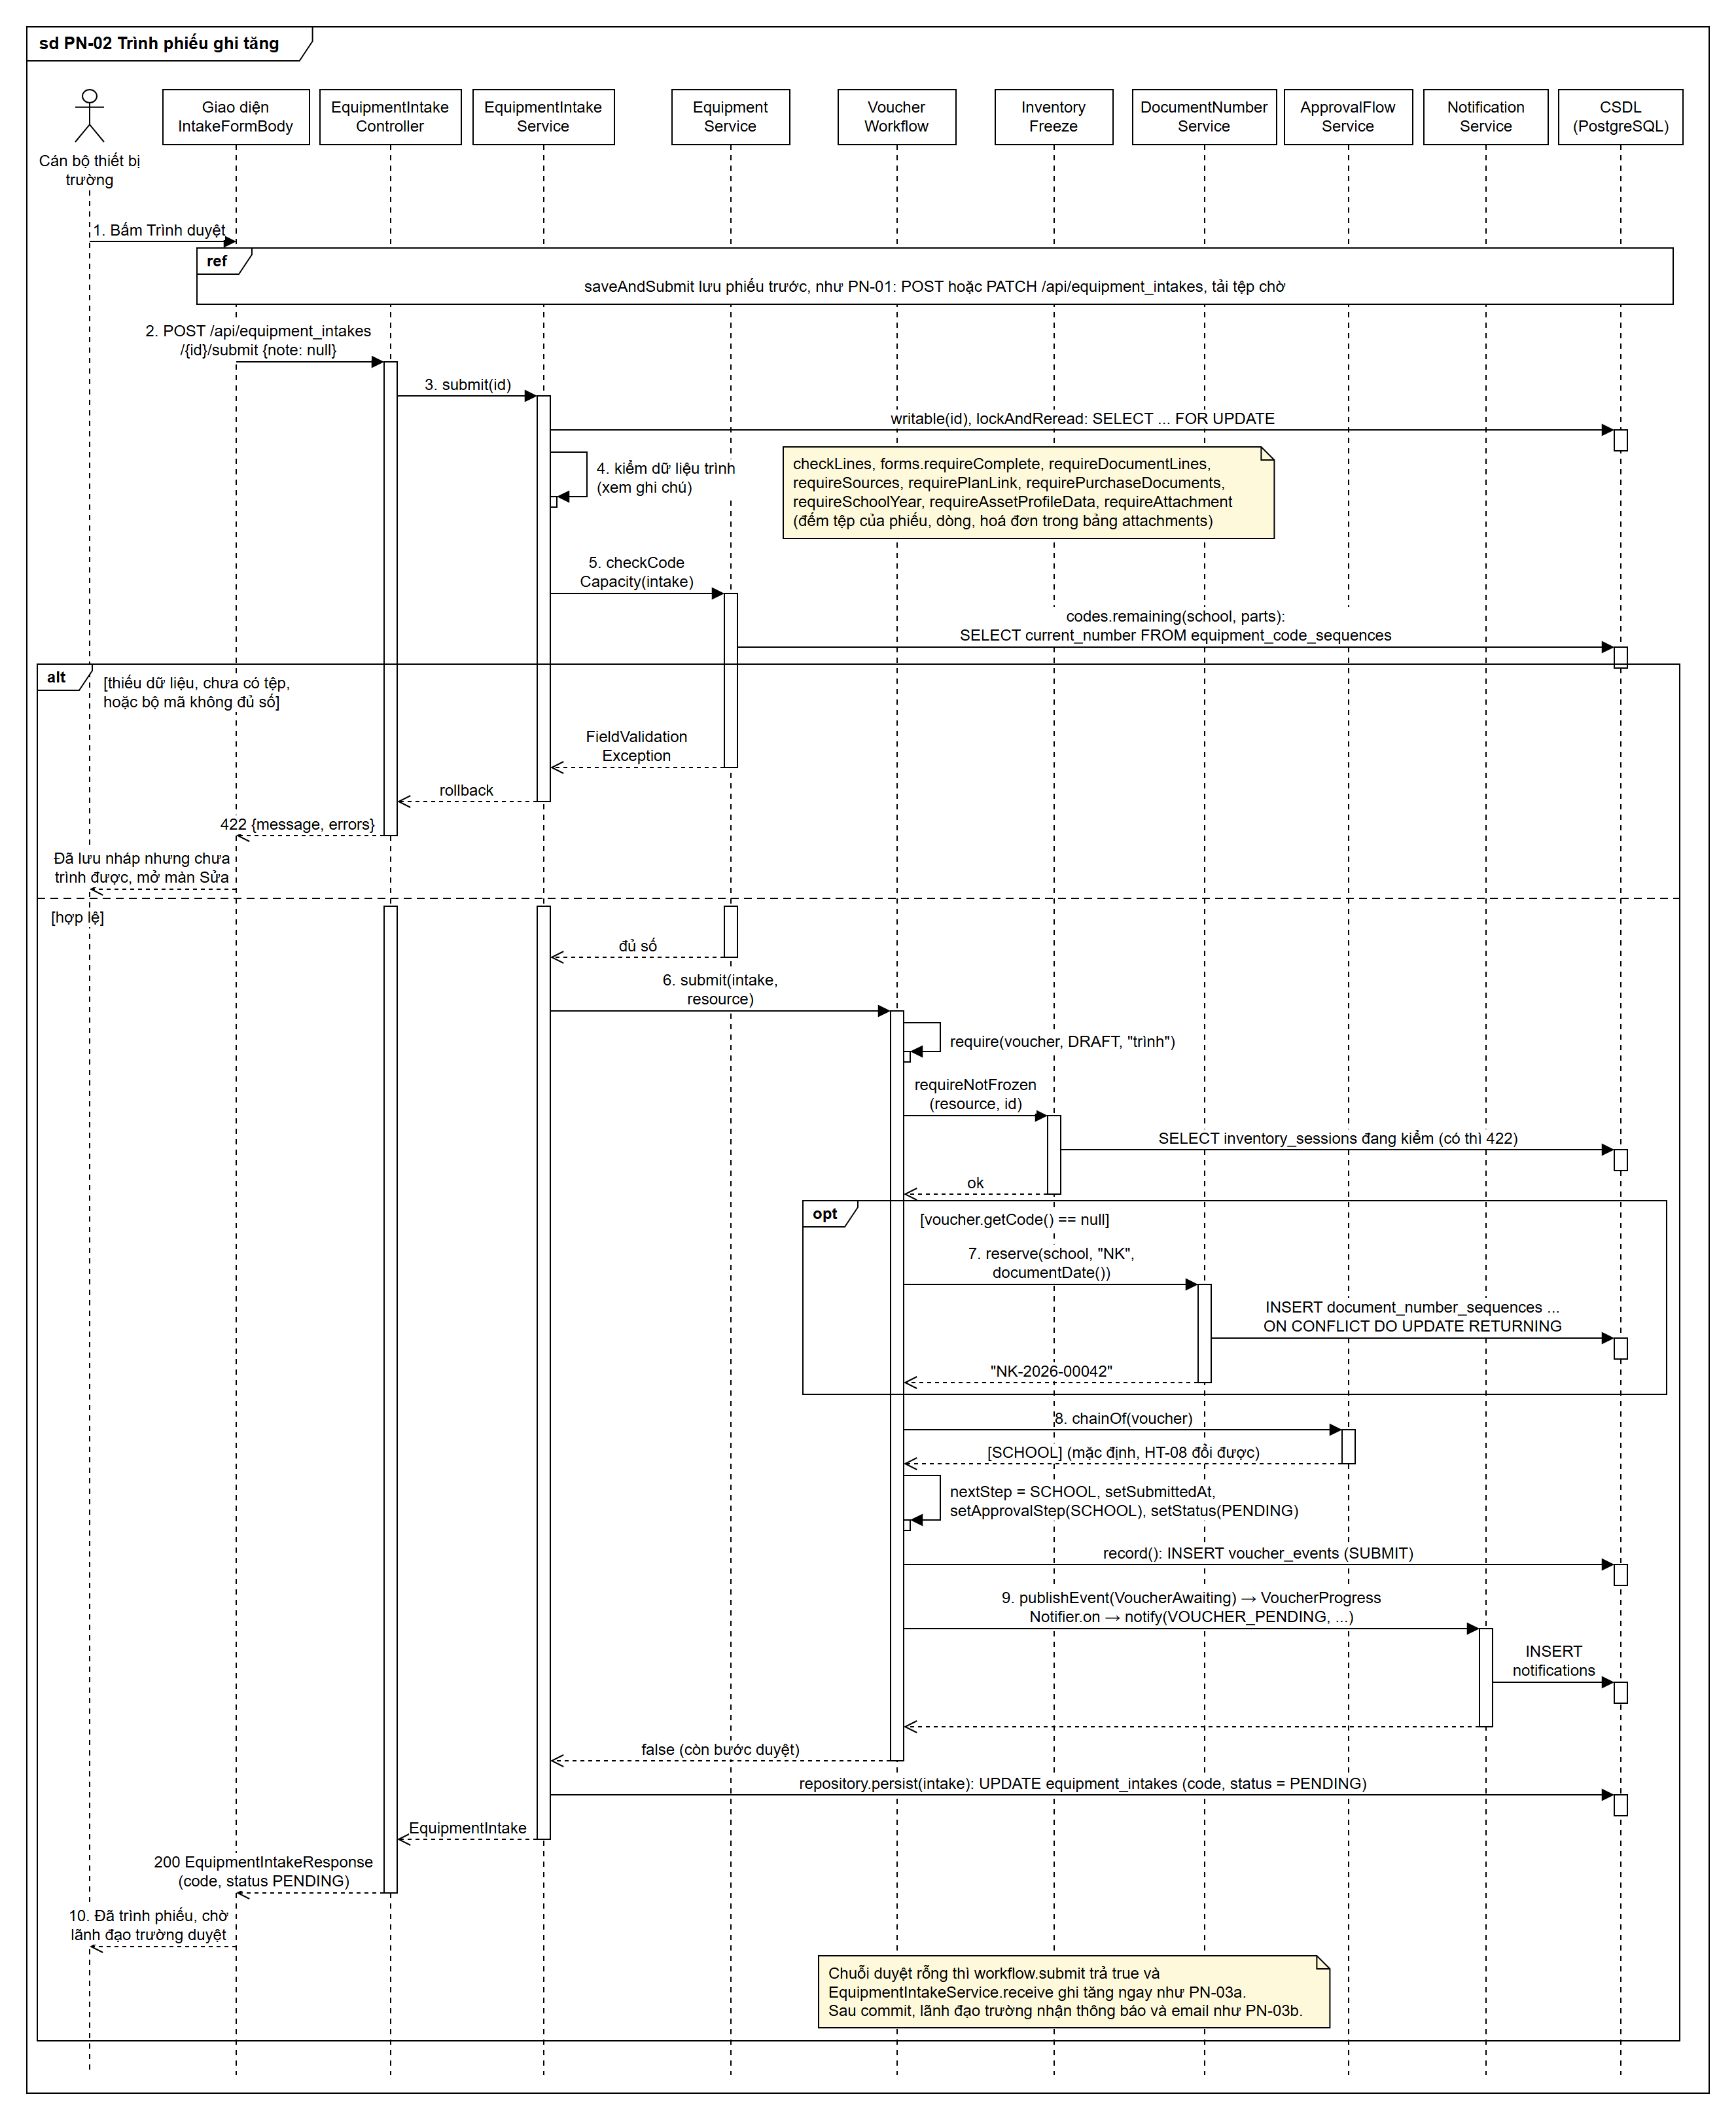 sd PN-02 Trình phiếu ghi tăng
Cán bộ thiết bị
trường
Giao diện
IntakeFormBody
EquipmentIntake
Controller
EquipmentIntake
Service
Equipment
Service
Voucher
Workflow
Inventory
Freeze
DocumentNumber
Service
ApprovalFlow
Service
Notification
Service
CSDL
(PostgreSQL)
1. Bấm Trình duyệt
ref
saveAndSubmit lưu phiếu trước, như PN-01: POST hoặc PATCH /api/equipment_intakes, tải tệp chờ
2. POST /api/equipment_intakes
/{id}/submit {note: null}
3. submit(id)
writable(id), lockAndReread: SELECT ... FOR UPDATE
4. kiểm dữ liệu trình
(xem ghi chú)
checkLines, forms.requireComplete, requireDocumentLines,
requireSources, requirePlanLink, requirePurchaseDocuments,
requireSchoolYear, requireAssetProfileData, requireAttachment
(đếm tệp của phiếu, dòng, hoá đơn trong bảng attachments)
5. checkCode
Capacity(intake)
codes.remaining(school, parts):
SELECT current_number FROM equipment_code_sequences
alt
[thiếu dữ liệu, chưa có tệp,
hoặc bộ mã không đủ số]
FieldValidation
Exception
rollback
422 {message, errors}
Đã lưu nháp nhưng chưa
trình được, mở màn Sửa
[hợp lệ]
đủ số
6. submit(intake,
resource)
require(voucher, DRAFT, "trình")
requireNotFrozen
(resource, id)
SELECT inventory_sessions đang kiểm (có thì 422)
ok
opt
[voucher.getCode() == null]
7. reserve(school, "NK",
documentDate())
INSERT document_number_sequences ...
ON CONFLICT DO UPDATE RETURNING
"NK-2026-00042"
8. chainOf(voucher)
[SCHOOL] (mặc định, HT-08 đổi được)
nextStep = SCHOOL, setSubmittedAt,
setApprovalStep(SCHOOL), setStatus(PENDING)
record(): INSERT voucher_events (SUBMIT)
9. publishEvent(VoucherAwaiting) → VoucherProgress
Notifier.on → notify(VOUCHER_PENDING, ...)
INSERT
notifications
false (còn bước duyệt)
repository.persist(intake): UPDATE equipment_intakes (code, status = PENDING)
EquipmentIntake
200 EquipmentIntakeResponse
(code, status PENDING)
10. Đã trình phiếu, chờ
lãnh đạo trường duyệt
Chuỗi duyệt rỗng thì workflow.submit trả true và
EquipmentIntakeService.receive ghi tăng ngay như PN-03a.
Sau commit, lãnh đạo trường nhận thông báo và email như PN-03b.